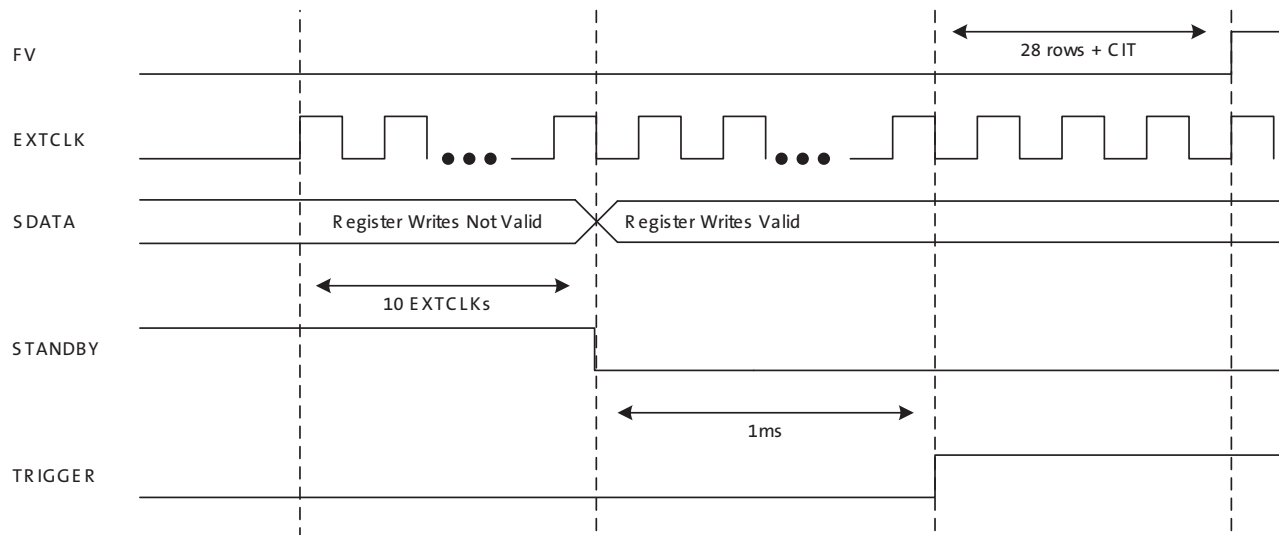 FV
28 rows + CIT
EXTCLK
SDATA
Register Writes Not Valid
Register Writes Valid
10 EXTCLKs
STANDBY
1ms
TRIGGER